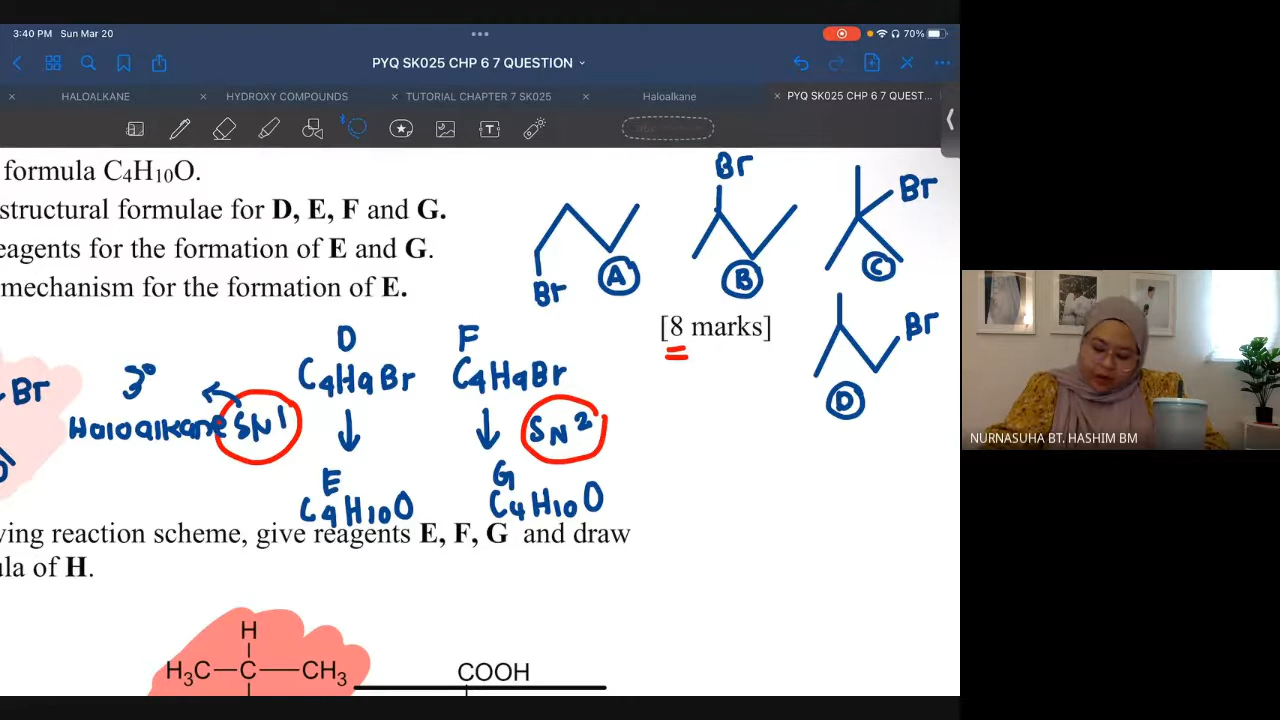 3:40 PM Sun Mar 20
70%
PYQ SK025 CHP 6 7 QUESTION
HALOALKANE
HYDROXY COMPOUNDS
TUTORIAL CHAPTER 7 SK025
Haloalkane
PYQ SK025 CHP 6 7 QUEST...
formula C₄H₁₀O.
structural formulae for D, E, F and G.
eagents for the formation of E and G.
mechanism for the formation of E.
[8 marks]
Br
A
Br
B
Br
C
Br
D
Br
3°
Haloalkane
SN1
D
C4H9Br
E
C4H10O
F
C4H9Br
SN2
G
C4H10O
ving reaction scheme, give reagents E, F, G and draw
ula of H.
H
H₃C—C—CH₃
COOH
NURNASUHA BT. HASHIM BM